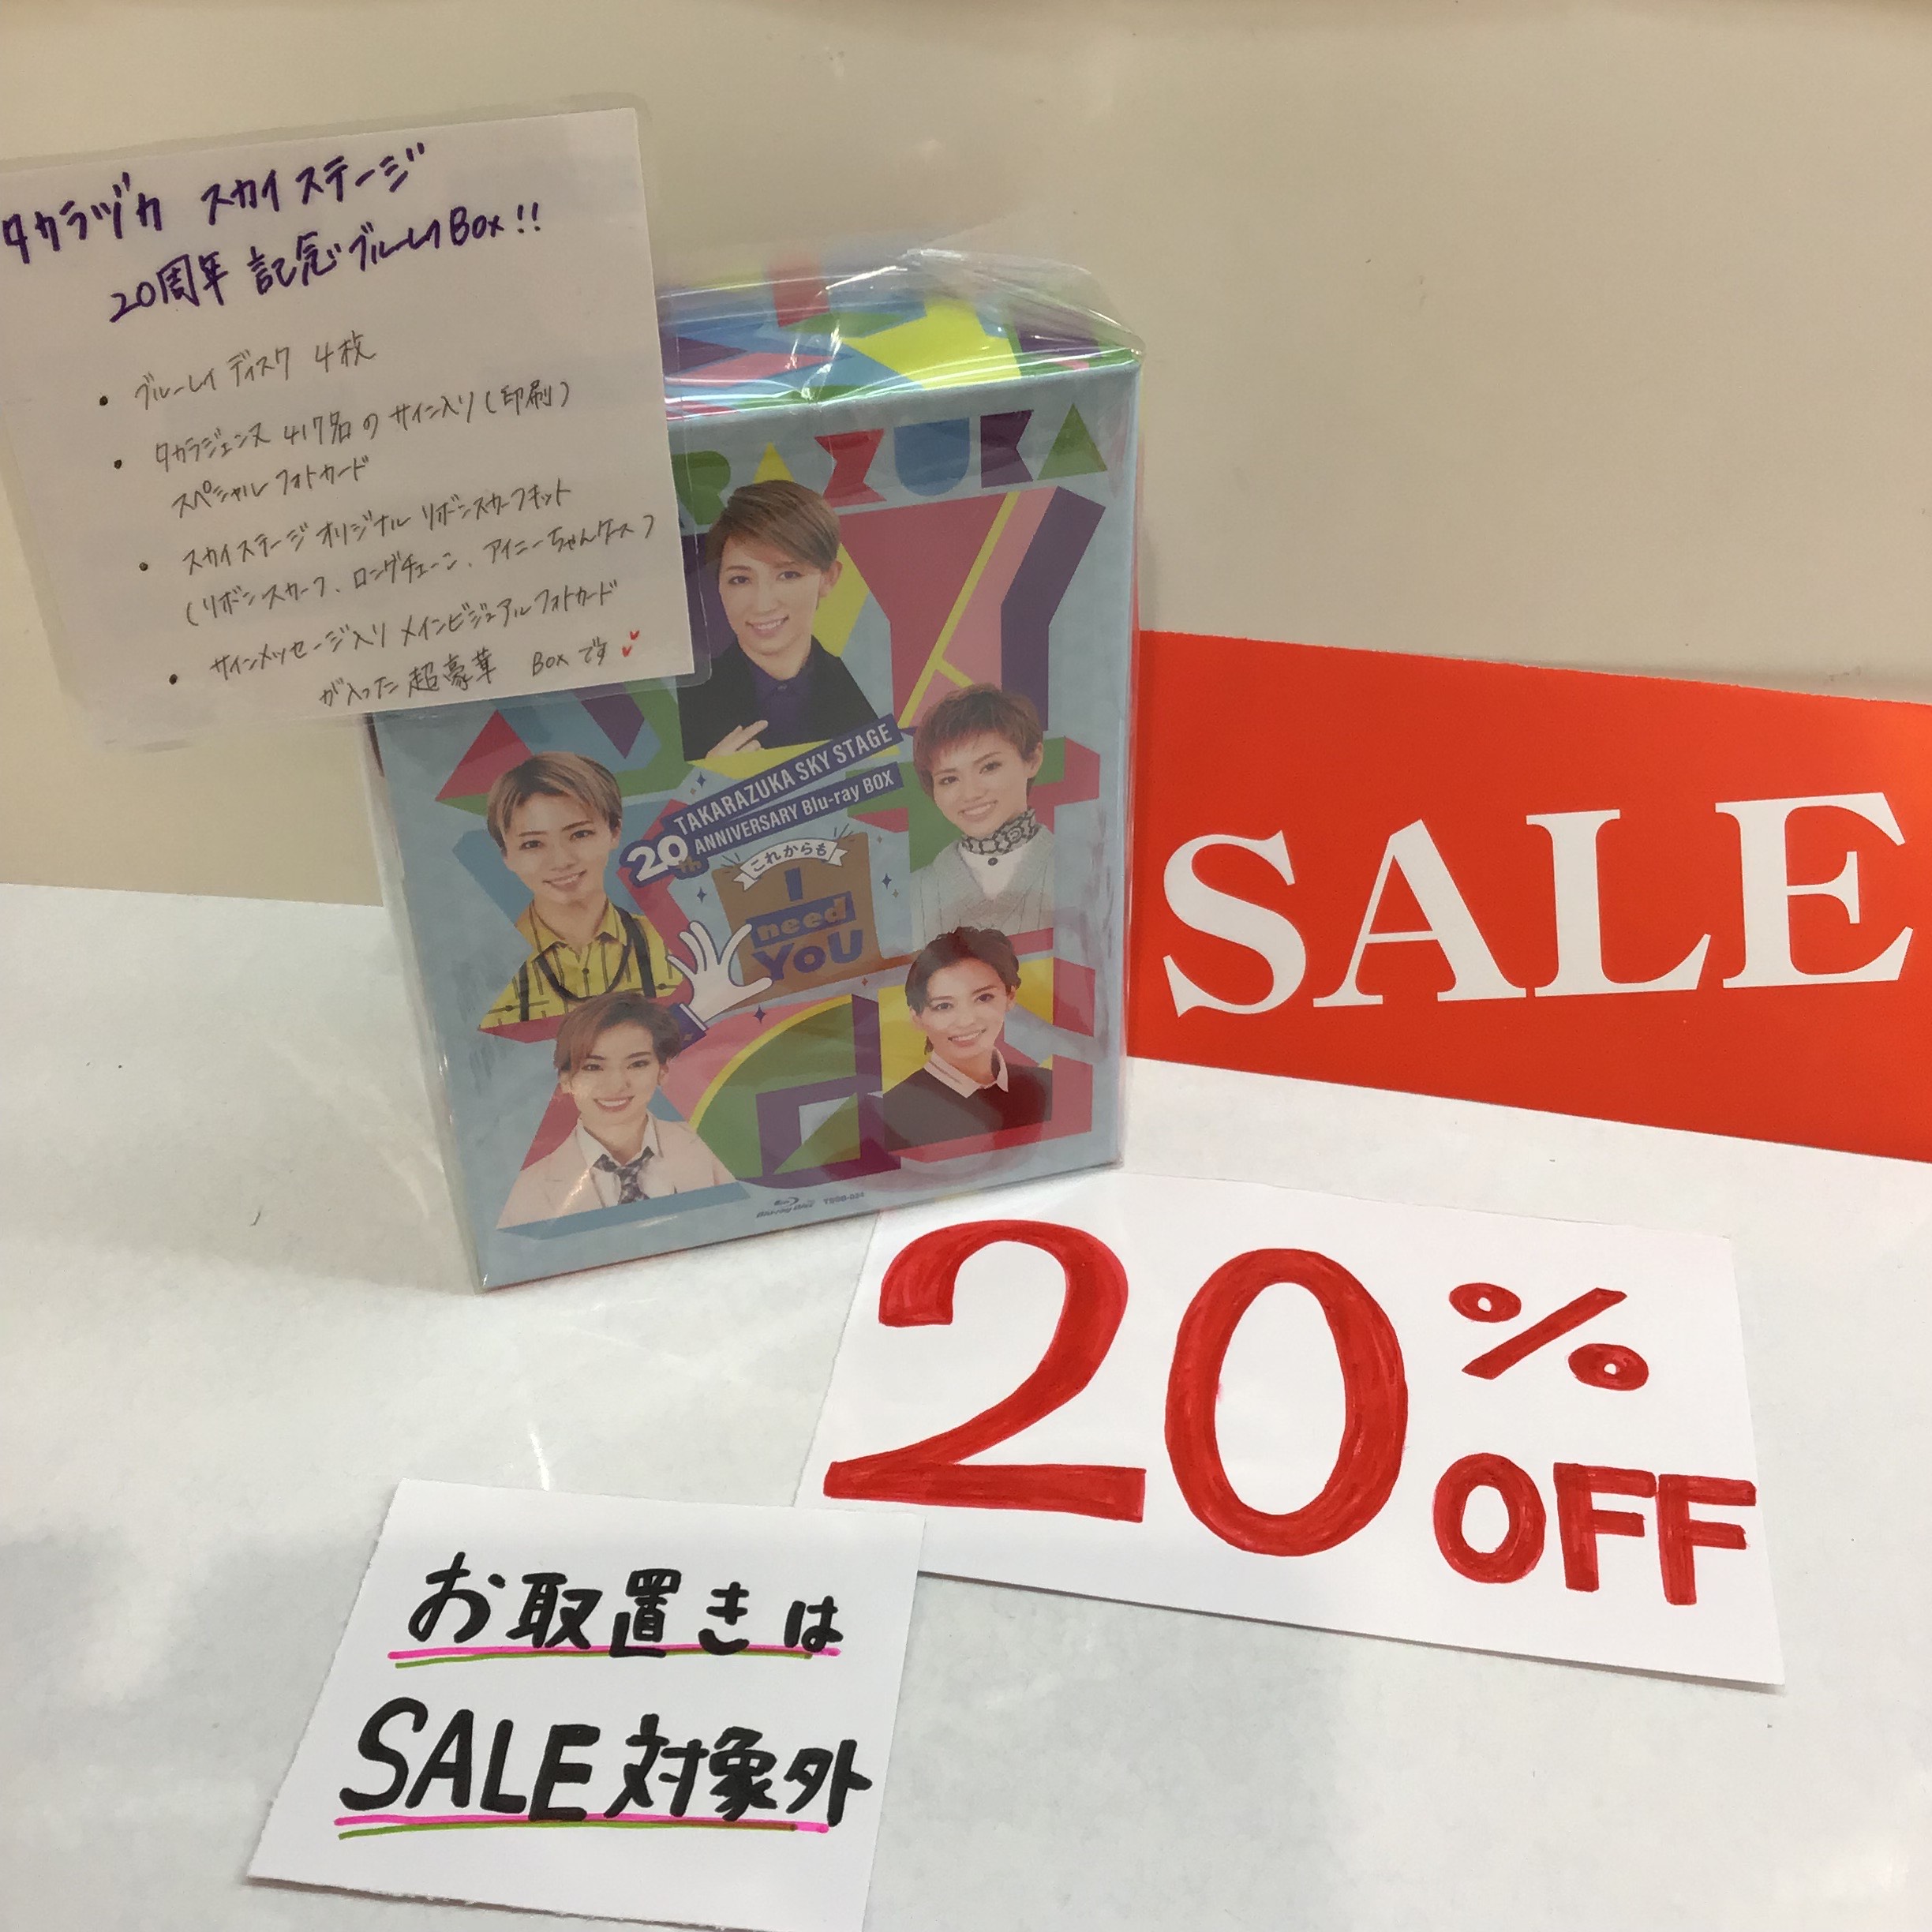 タカラヅカ スカイステージ
20周年 記念ブルーレイBox!!
• ブルーレイディスク 4枚
• タカラジェンヌ 417名のサイン入り(印刷)
スペシャルフォトカード
• スカイステージオリジナル リボンスカーフキット
(リボンスカーフ、ロングチェーン、アイニーちゃんケース)
• サインメッセージ入り メインビジュアルフォトカード
が入った超豪華 Boxです
RAZUKA
TAKARAZUKA SKY STAGE
20th ANNIVERSARY Blu-ray BOX
これからも
I
need
YoU
Blu-ray Disc
SALE
20%
OFF
お取置きは
SALE対象外